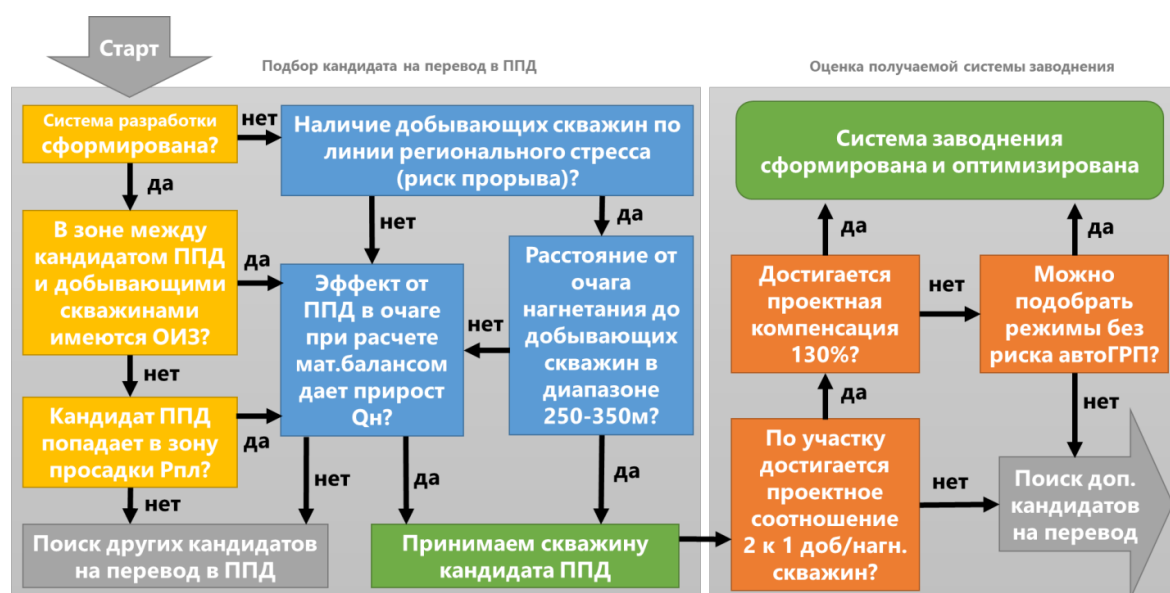 Старт
Подбор кандидата на перевод в ППД
Оценка получаемой системы заводнения
Система разработки
сформирована?
нет
да
Наличие добывающих скважин по
линии регионального стресса
(риск прорыва)?
нет
да
В зоне между
кандидатом ППД
и добывающими
скважинами
имеются ОИЗ?
да
нет
Эффект от
ППД в очаге
при расчете
мат.балансом
дает прирост
Qн?
нет
Расстояние от
очага
нагнетания до
добывающих
скважин в
диапазоне
250-350м?
Кандидат ППД
попадает в зону
просадки Рпл?
да
нет
нет
да
да
Поиск других кандидатов
на перевод в ППД
Принимаем скважину
кандидата ППД
Система заводнения
сформирована и оптимизирована
да
да
Достигается
проектная
компенсация
130%?
нет
Можно
подобрать
режимы без
риска автоГРП?
да
нет
По участку
достигается
проектное
соотношение
2 к 1 доб/нагн.
скважин?
нет
Поиск доп.
кандидатов
на перевод